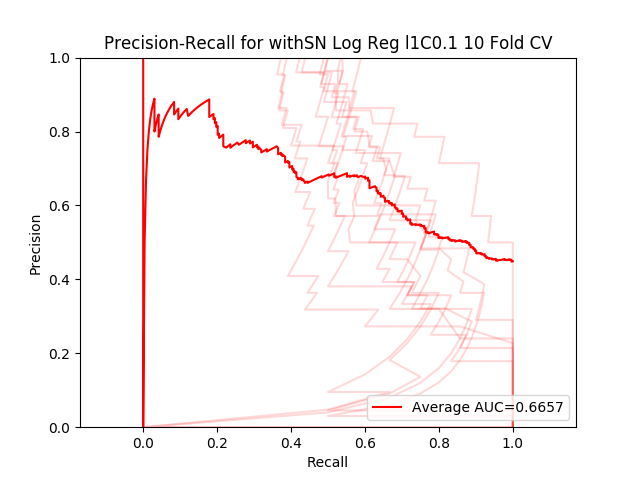 Precision-Recall for withSN Log Reg l1C0.1 10 Fold CV
1.0
0.8
0.6
0.4
0.2
0.0
Precision
0.0 0.2 0.4 0.6 0.8 1.0
Recall
Average AUC=0.6657